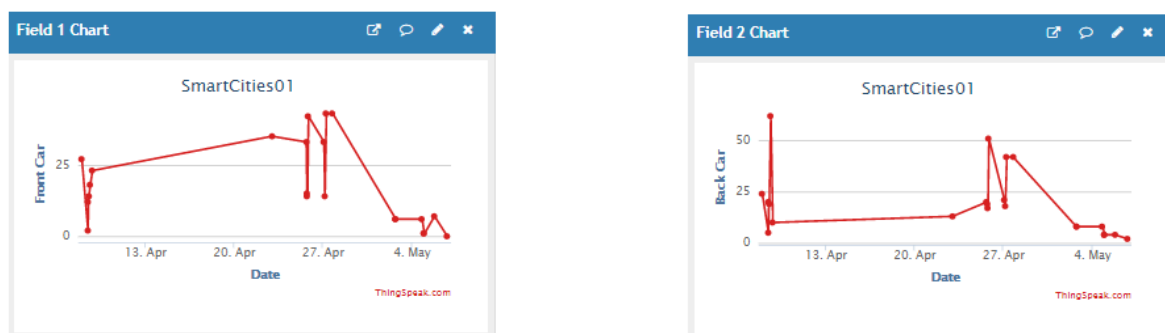 Field 1 Chart
SmartCities01
Front Car
25
0
13. Apr
20. Apr
27. Apr
4. May
Date
ThingSpeak.com
Field 2 Chart
SmartCities01
Back Car
50
25
0
13. Apr
20. Apr
27. Apr
4. May
Date
ThingSpeak.com